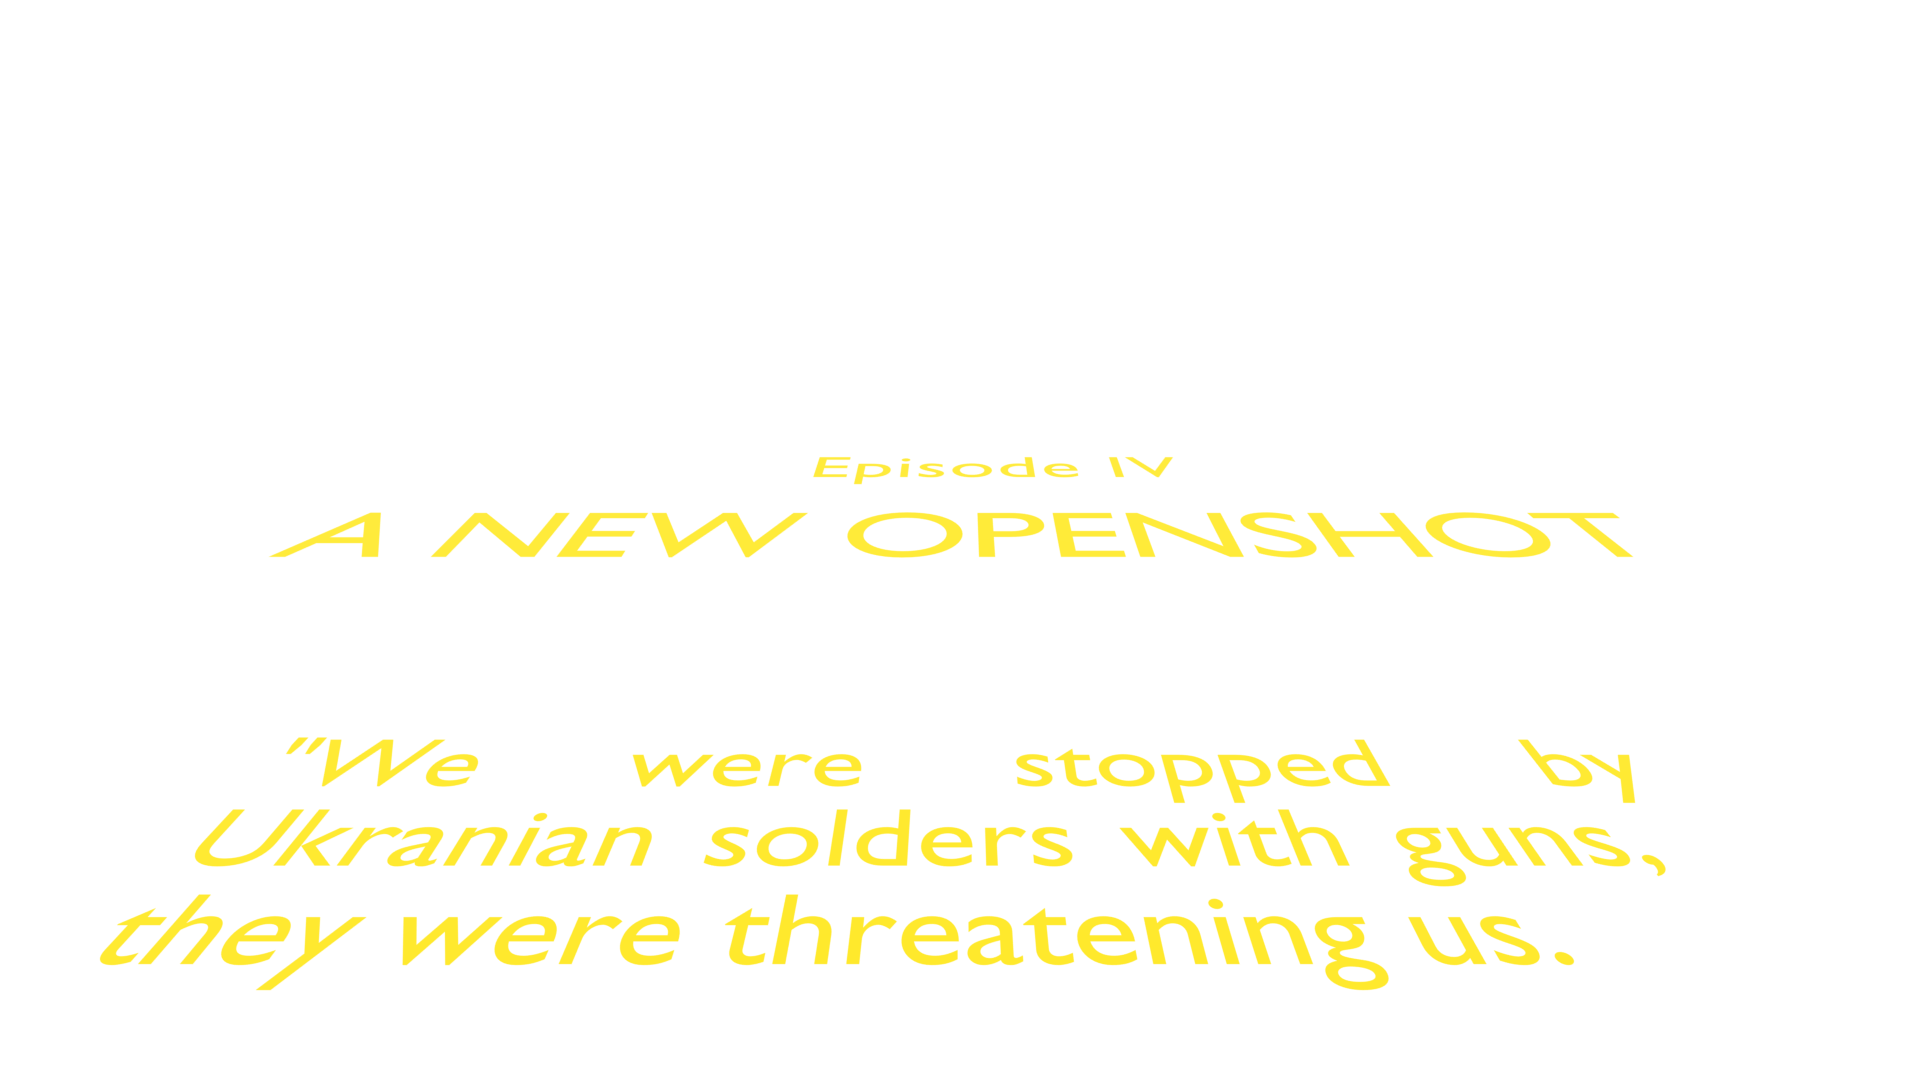 Episode IV
A NEW OPENSHOT
"We were stopped by
Ukranian solders with guns,
they were threatening us.